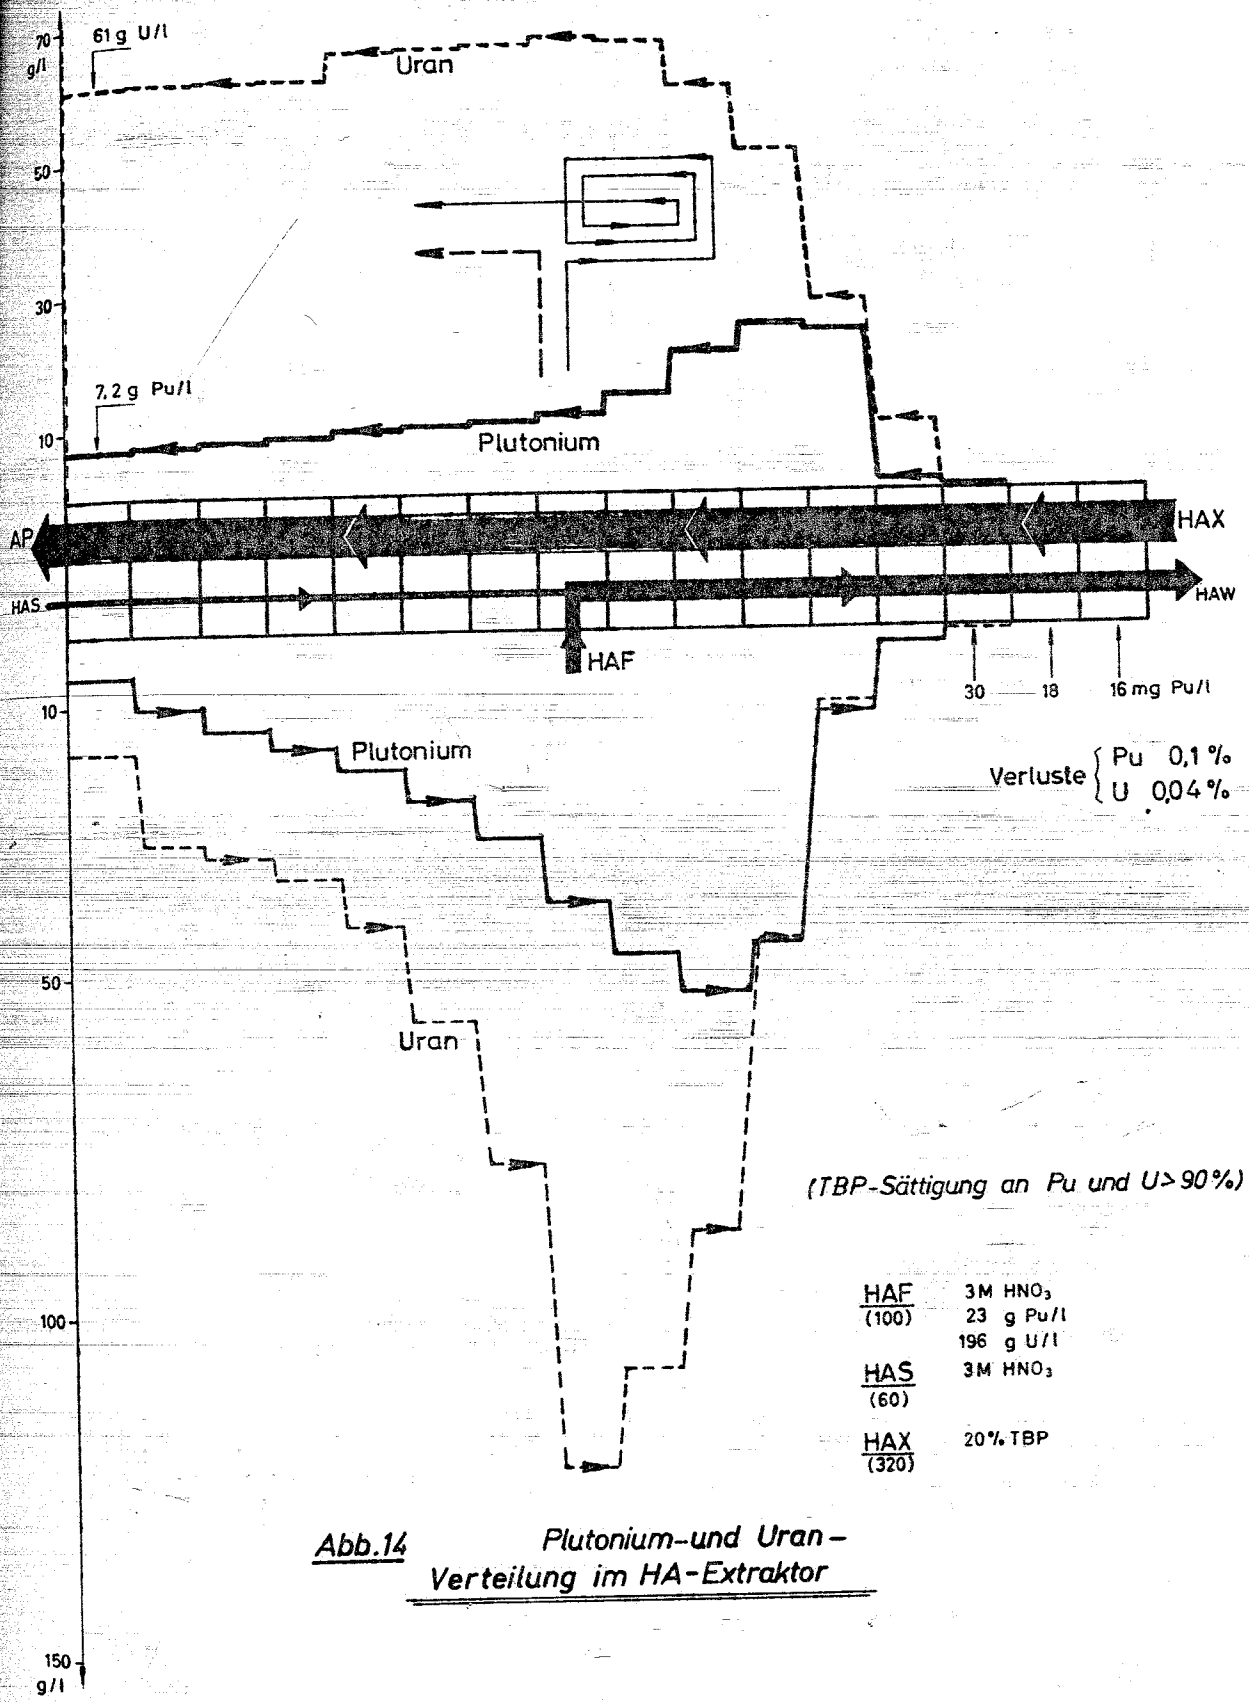 61 g U/l
70
g/l
Uran
50
30
7,2 g Pu/l
10
Plutonium
AP
HAX
HAS
HAW
HAF
30 18 16 mg Pu/l
10
Plutonium
Verluste { Pu 0,1 %
U 0,04 %
50
Uran
(TBP-Sättigung an Pu und U > 90 %)
HAF 3M HNO₃
(100) 23 g Pu/l
196 g U/l
100
HAS 3M HNO₃
(60)
HAX 20% TBP
(320)
Abb.14 Plutonium-und Uran-
Verteilung im HA-Extraktor
150
g/l